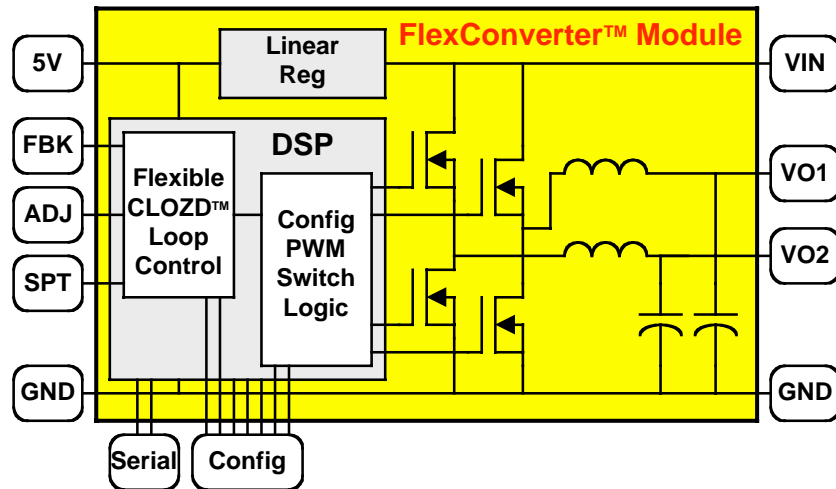 FlexConverter™ Module
Linear
Reg
5V
VIN
FBK
DSP
Flexible
CLOZD™
Loop
Control
Config
PWM
Switch
Logic
ADJ
SPT
VO1
VO2
GND
GND
Serial
Config